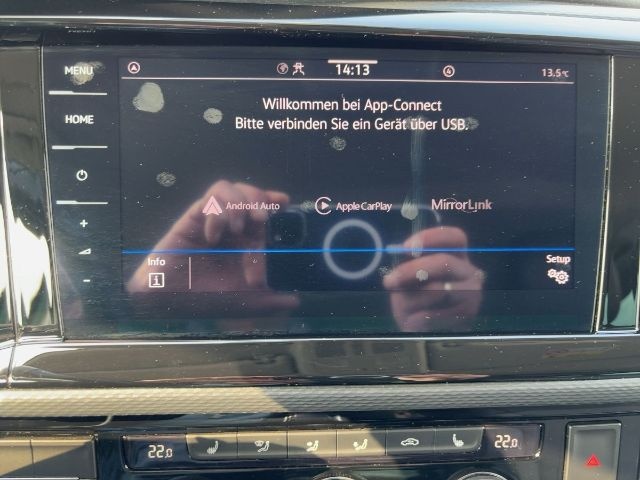 MENU
14:13
4
13.5°C
Willkommen bei App-Connect
HOME
Bitte verbinden Sie ein Gerät über USB.
Android Auto
Apple CarPlay
MirrorLink
+
-
Info
i
Setup
22.0
22.0